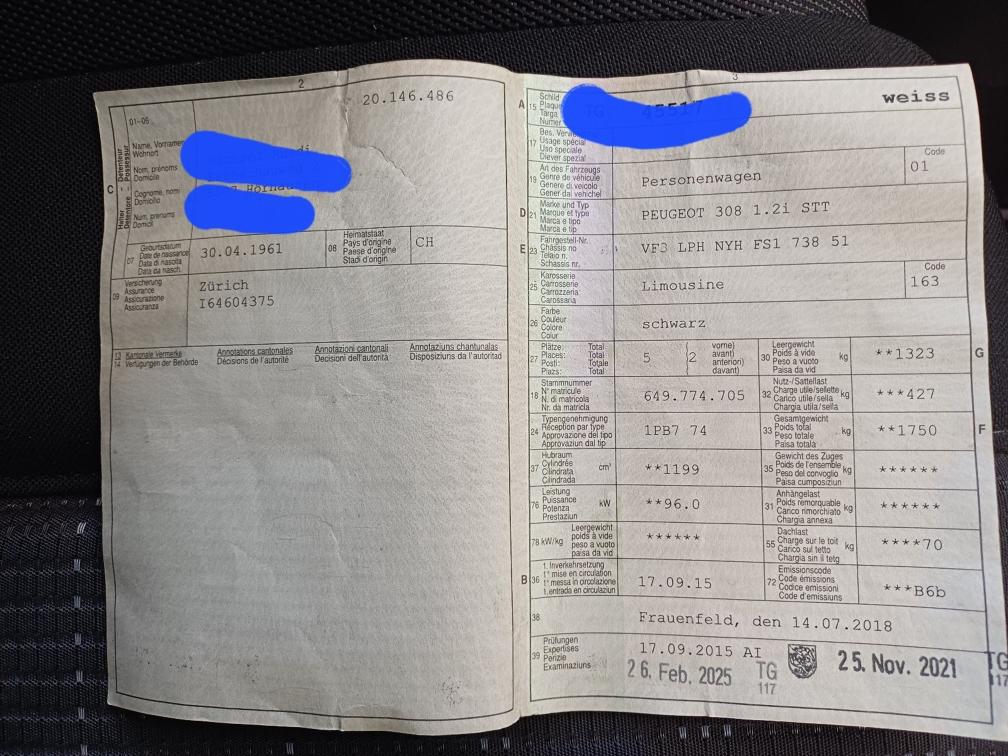 2
20.146.486
01-06
C
Halter Détenteur
Detentore Possessur
Name, Vornamen
Wohnort
Nom, prénoms
Domicile
Cognome, nomi
Domicilio
Num, prenums
Domicil
07
Geburtsdatum
Date de naissance
Data di nascita
Data da nasch.
30.04.1961
08
Heimatstaat
Pays d'origine
Paese d'origine
Stadi d'origin
CH
09
Versicherung
Assurance
Assicurazione
Assicuranza
Zürich
I64604375
13
14
Kantonale Vermerke
Verfügungen der Behörde
Annotations cantonales
Décisions de l'autorité
Annotazioni cantonali
Decisioni dell'autorità
Annotaziuns chantunalas
Disposiziuns da l'autoritad
3
A 15
Schild
Plaque
Targa
Numer
weiss
17
Usage spécial
Uso speciale
Diever spezial
19
Art des Fahrzeugs
Genre de véhicule
Genere di veicolo
Gener dal vehichel
Personenwagen
Code
01
D 21
Marke und Typ
Marque et type
Marca e tipo
Marca e tip
PEUGEOT 308 1.2i STT
E 23
Fahrgestell-Nr.
Châssis no
Telaio n.
Schassis nr.
VF3 LPH NYH FS1 738 51
25
Karosserie
Carrosserie
Carrozzeria
Carossaria
Limousine
Code
163
26
Farbe
Couleur
Colore
Colur
schwarz
27
Plätze: Total
Places: Total
Posti: Totale
Plazs: Total
5
(2
vorne)
avant)
anteriori)
davant)
30
Leergewicht
Poids à vide
Peso a vuoto
Paisa da vid
kg
**1323
G
18
Stammnummer
N° matricule
N. di matricola
Nr. da matricla
649.774.705
32
Nutz-/Sattellast
Charge utile/sellette
Carico utile/sella
Chargia utila/sella
kg
***427
24
Typengenehmigung
Réception par type
Approvazione del tipo
Approvaziun dal tip
1PB7 74
33
Gesamtgewicht
Poids total
Peso totale
Paisa totala
kg
**1750
F
37
Hubraum
Cylindrée
Cilindrata
Cilindrada
cm³
**1199
35
Gewicht des Zuges
Poids de l'ensemble
Peso del convoglio
Paisa cumposiziun
kg
******
76
Leistung
Puissance
Potenza
Prestaziun
kW
**96.0
31
Anhängelast
Poids remorquable
Carico rimorchiato
Chargia annexa
kg
******
78 kW/kg
Leergewicht
poids à vide
peso a vuoto
paisa da vid
******
55
Dachlast
Charge sur le toit
Carico sul tetto
Chargia sin il tetg
kg
****70
B 36
1. Inverkehrsetzung
1re mise en circulation
1a messa in circolazione
1. entrada en circulaziun
17.09.15
72
Emissionscode
Code émissions
Codice emissioni
Code d'emissiuns
***B6b
38
Frauenfeld, den 14.07.2018
39
Prüfungen
Expertises
Perizie
Examinaziuns
17.09.2015 AI
26. Feb. 2025
TG
117
25. Nov. 2021
TG
117